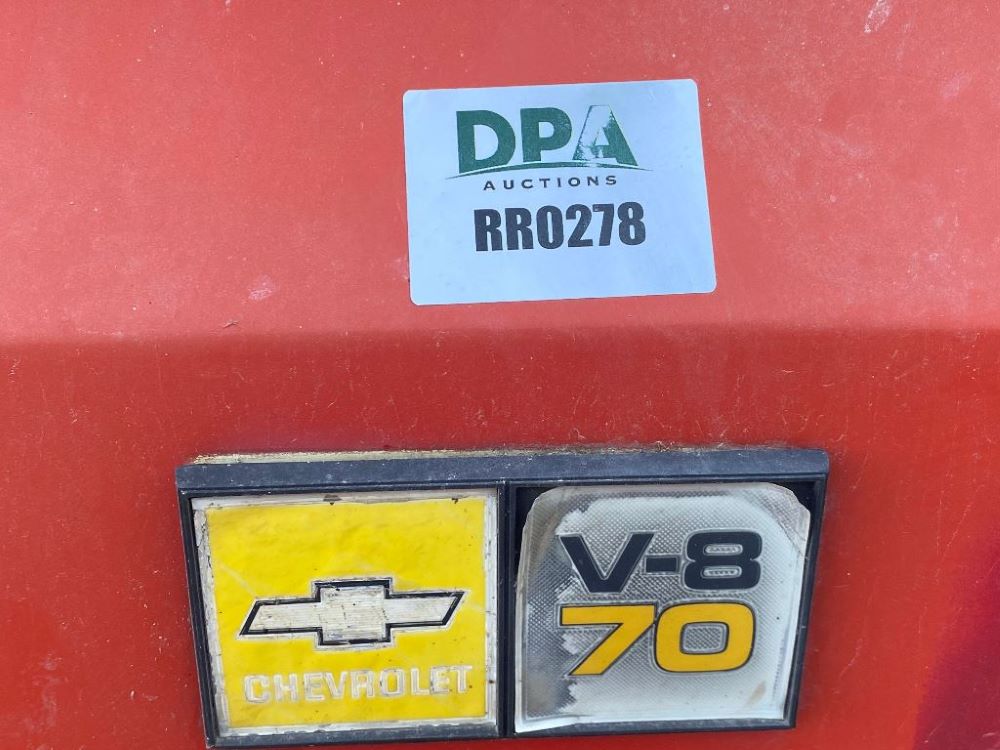 DPA
AUCTIONS
RR0278
CHEVROLET
V-8
70